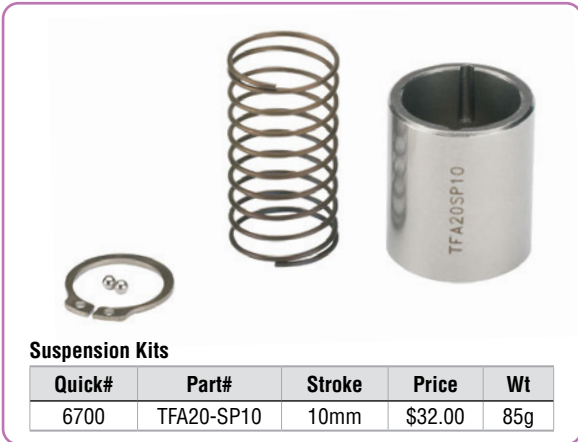 TFA20SP10
Suspension Kits
Quick# Part# Stroke Price Wt
6700 TFA20-SP10 10mm $32.00 85g